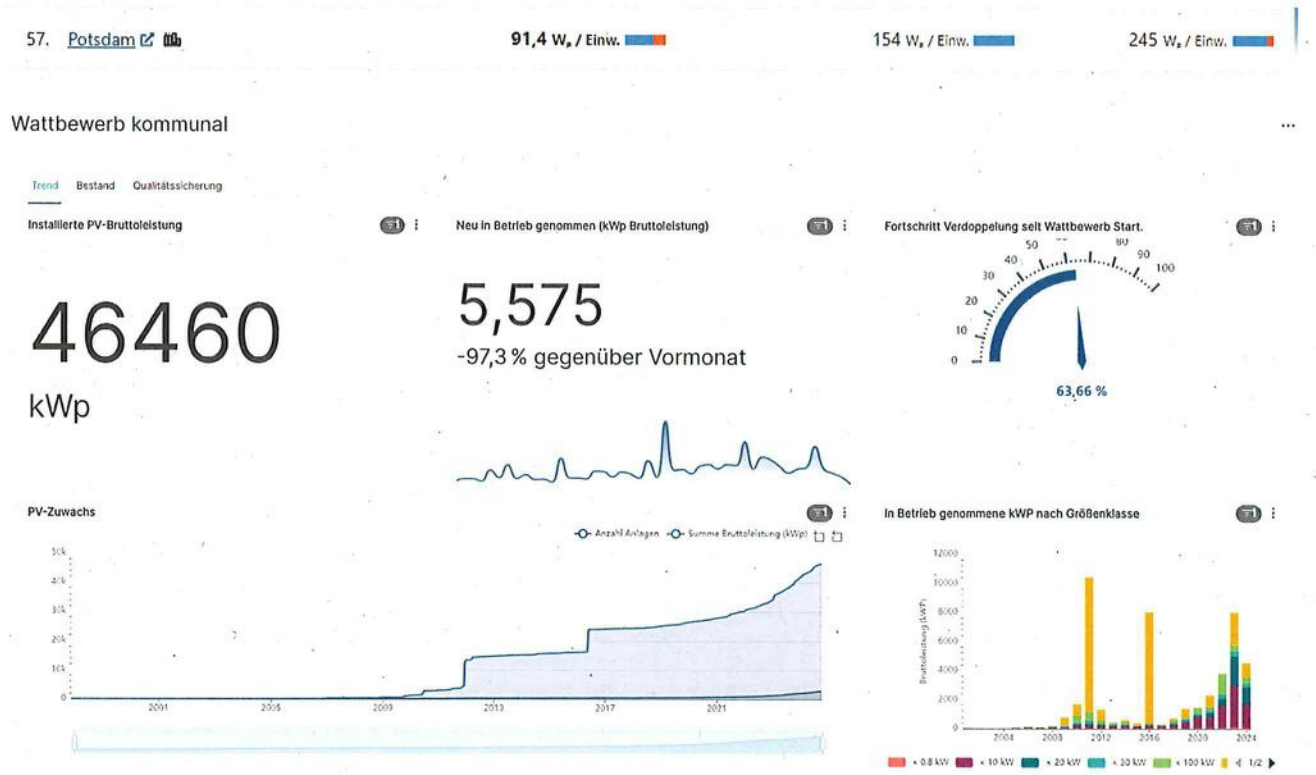 57. Potsdam 91,4 Wₚ / Einw. 154 Wₚ / Einw. 245 Wₚ / Einw.
Wattbewerb kommunal
...
Trend Bestand Qualitätssicherung
Installierte PV-Bruttoleistung
46460
kWp
Neu in Betrieb genommen (kWp Bruttoleistung)
5,575
-97,3 % gegenüber Vormonat
Fortschritt Verdoppelung seit Wattbewerb Start.
0 10 20 30 40 50 80 90 100
63,66 %
PV-Zuwachs
Anzahl Anlagen Summe Bruttoleistung (kWp)
50k
40k
30k
20k
10k
0
2001 2005 2009 2013 2017 2021
In Betrieb genommene kWP nach Größenklasse
Bruttoleistung (kWP)
12000
10000
8000
6000
4000
2000
0
2004 2008 2012 2016 2020 2024
< 0.8 kW < 10 kW < 20 kW < 30 kW < 100 kW 1/2